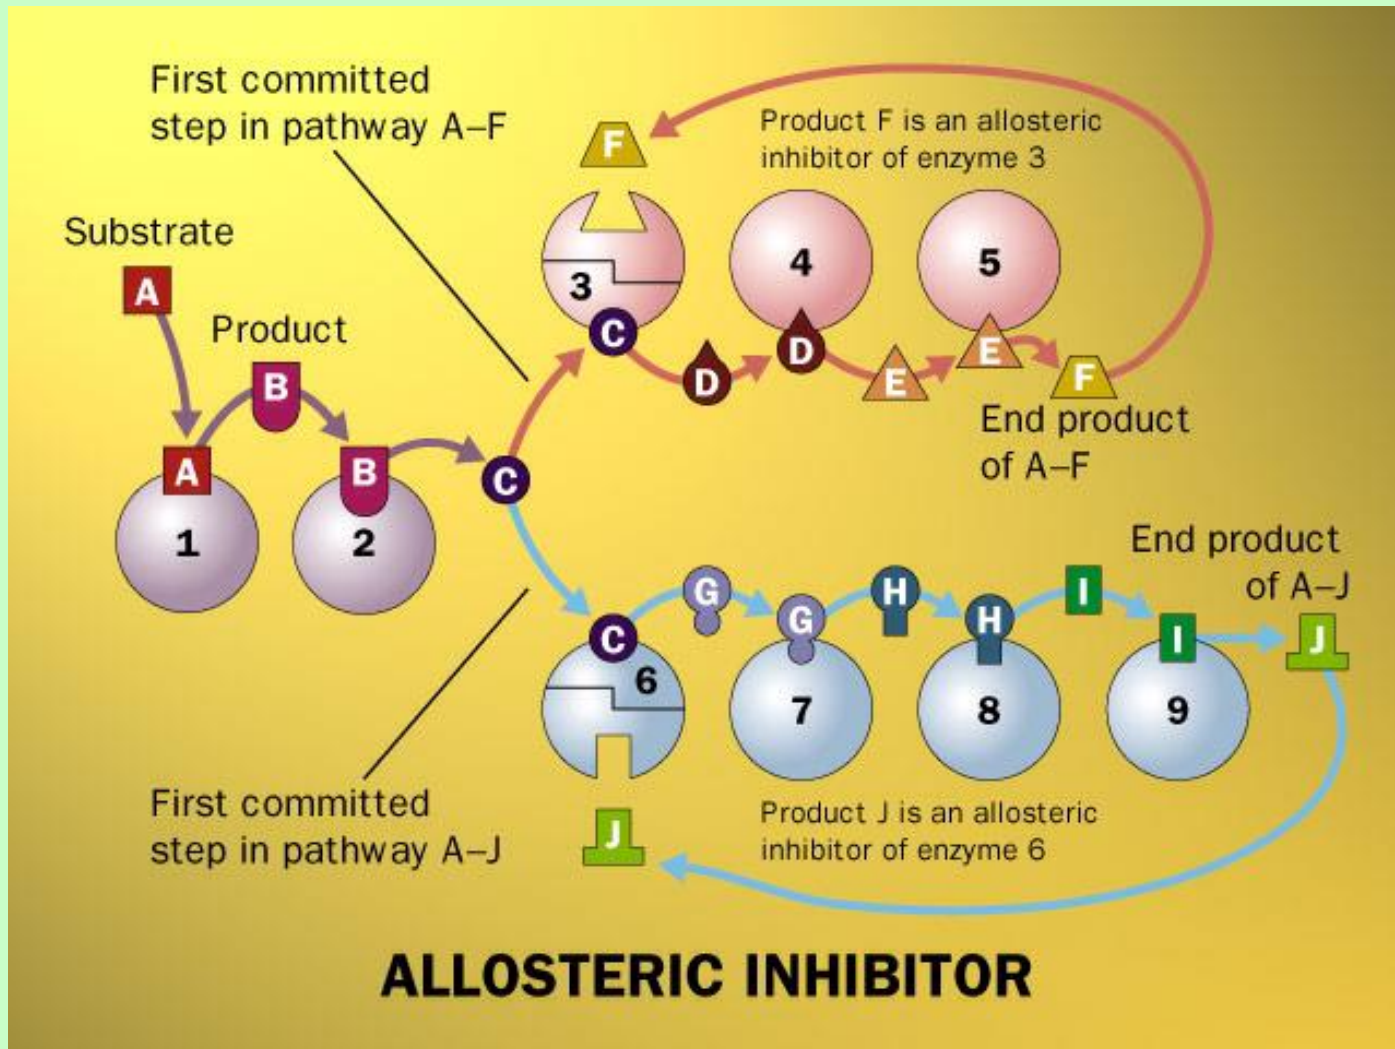 First committed
step in pathway A–F
Product F is an allosteric
inhibitor of enzyme 3
F
Substrate
A
Product
B
3
4
5
C
D
D
E
E
F
End product
of A–F
A
B
C
1
2
End product
of A–J
C
G
G
H
H
I
I
J
6
7
8
9
First committed
step in pathway A–J
Product J is an allosteric
inhibitor of enzyme 6
J
ALLOSTERIC INHIBITOR